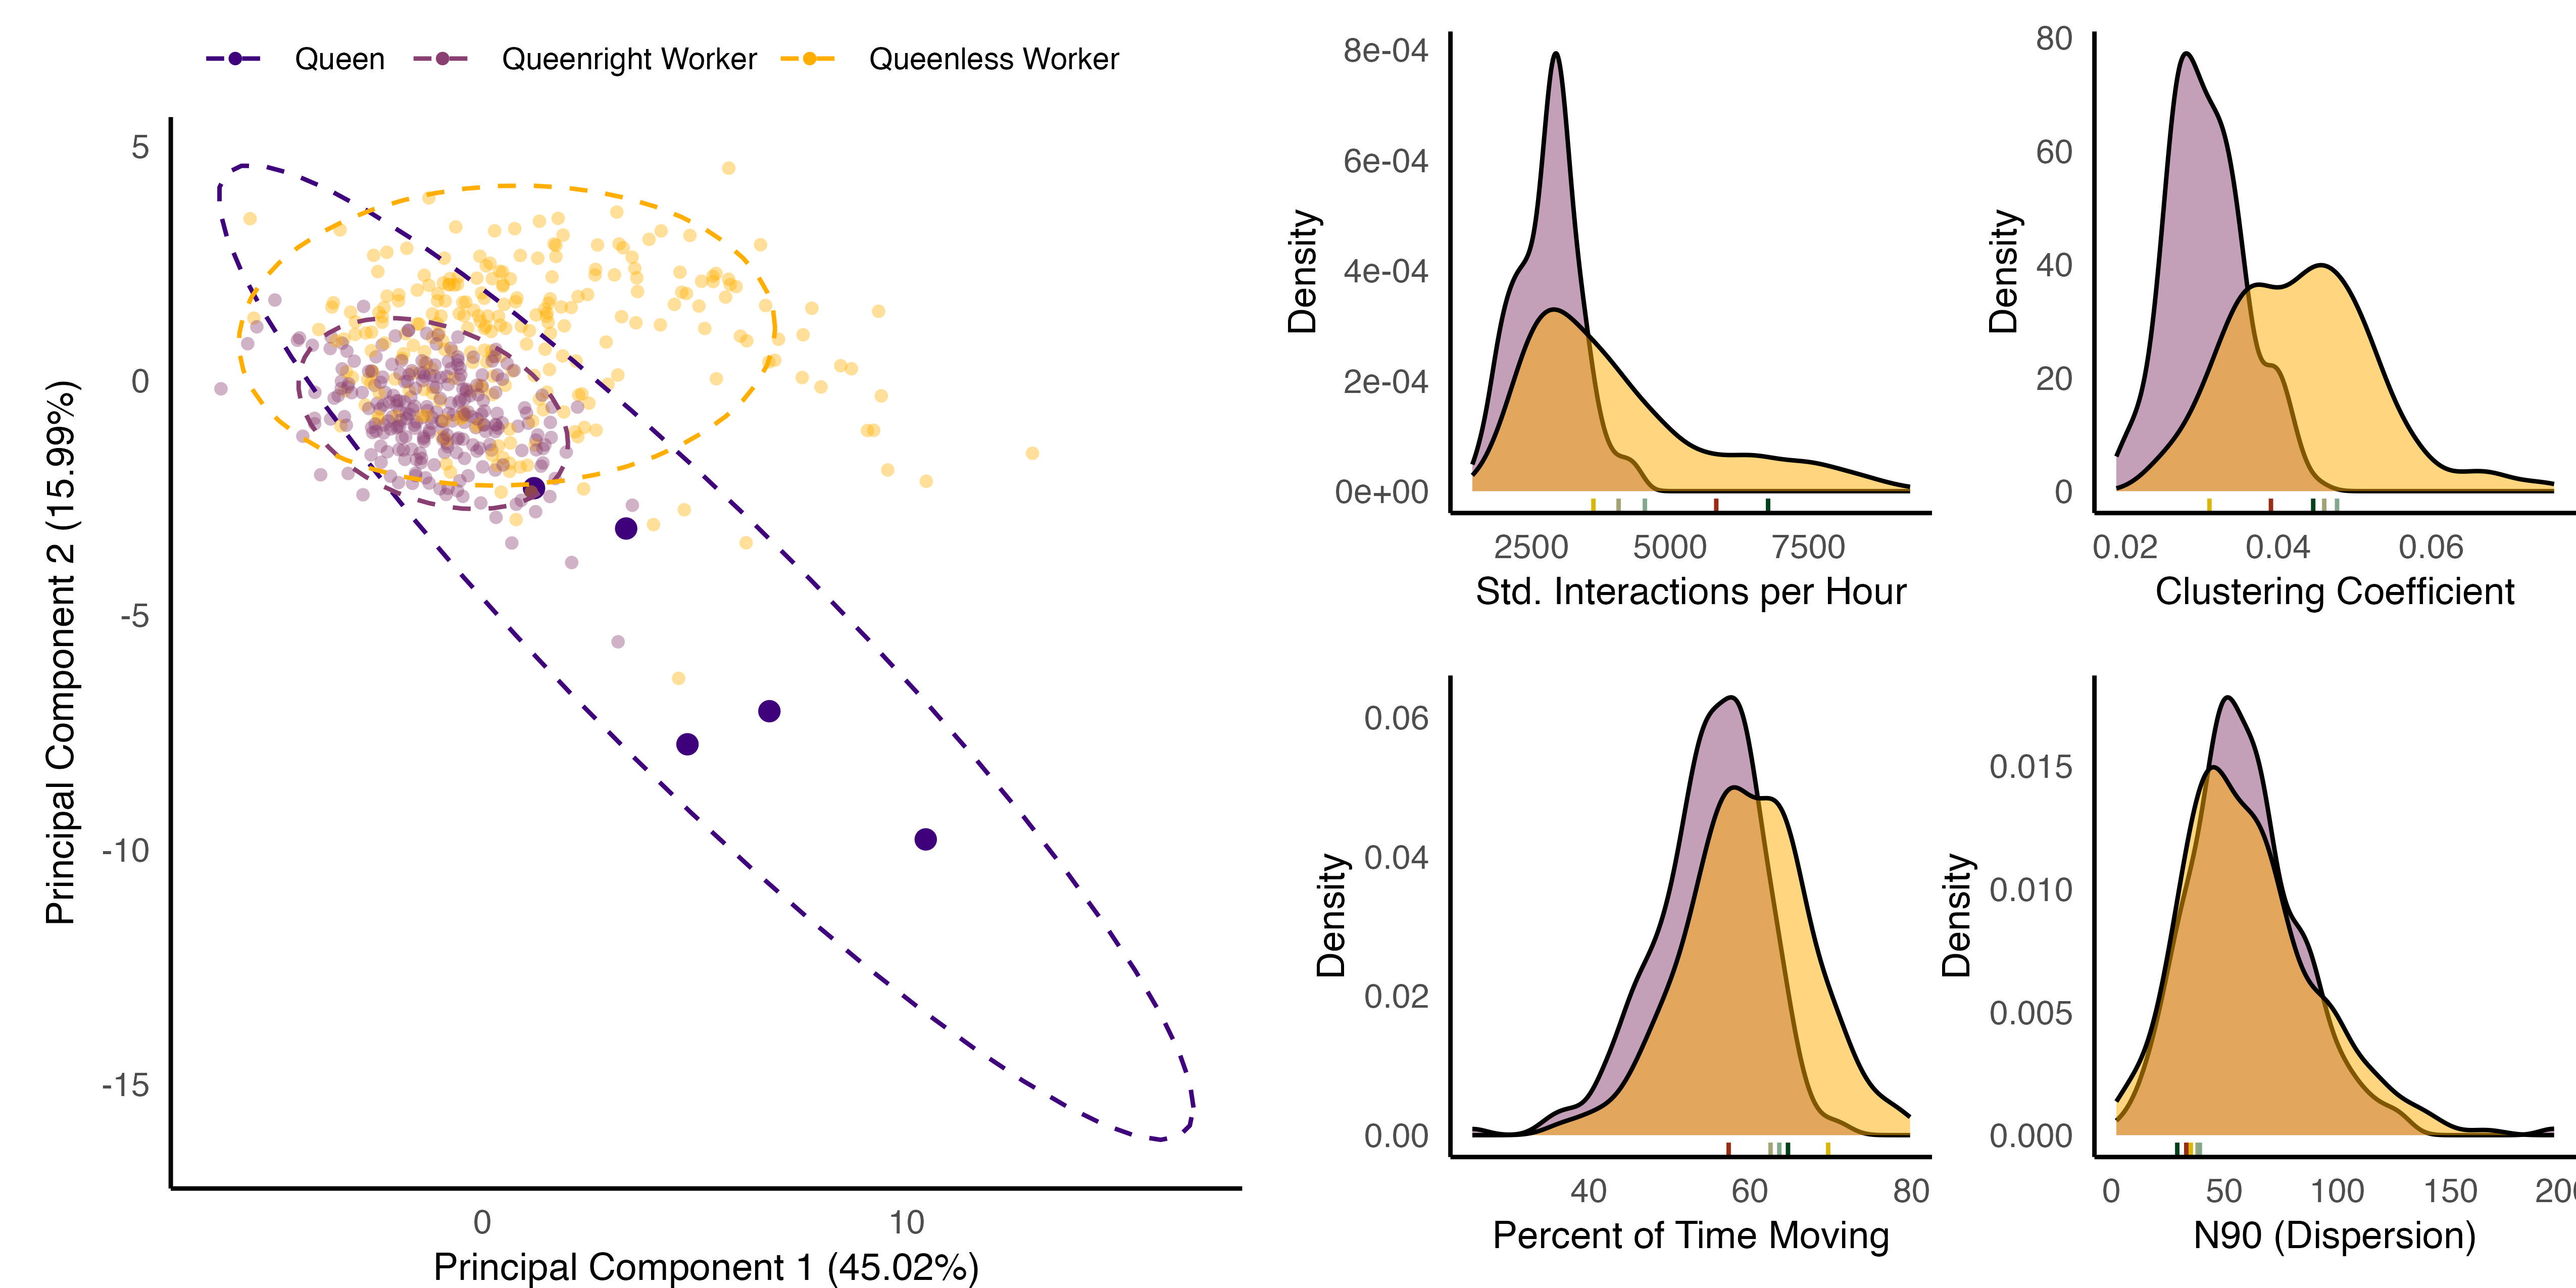 Queen Queenright Worker Queenless Worker
5
0
-5
-10
-15
Principal Component 2 (15.99%)
0 10
Principal Component 1 (45.02%)
8e-04
6e-04
4e-04
2e-04
0e+00
Density
2500 5000 7500
Std. Interactions per Hour
80
60
40
20
0
Density
0.02 0.04 0.06
Clustering Coefficient
0.06
0.04
0.02
0.00
Density
40 60 80
Percent of Time Moving
0.015
0.010
0.005
0.000
Density
0 50 100 150
N90 (Dispersion)